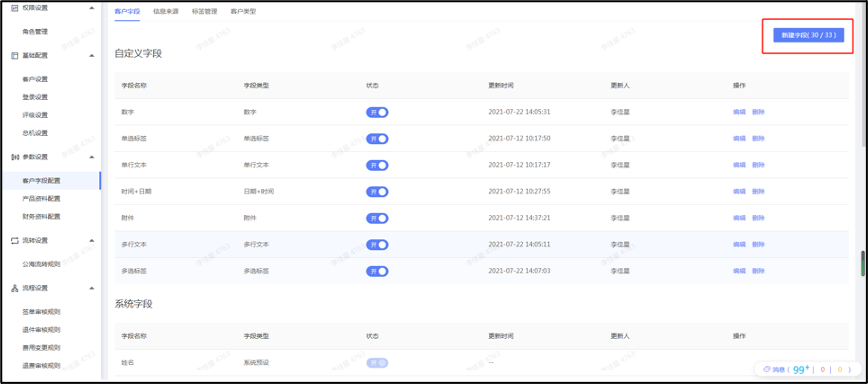 权限设置
角色管理
基础配置
客户设置
登录设置
评级设置
总机设置
参数设置
客户字段配置
产品资料配置
财务资料配置
流转设置
公海流转规则
流程设置
签单审核规则
退件审核规则
费用变更规则
退费审核规则
客户字段 信息来源 标签管理 客户类型
新建字段( 30 / 33 )
自定义字段
字段名称 字段类型 状态 更新时间 更新人 操作
数字 数字 开 2021-07-22 14:05:31 李佳星 编辑 删除
单选标签 单选标签 开 2021-07-12 10:17:50 李佳星 编辑 删除
单行文本 单行文本 开 2021-07-12 10:17:17 李佳星 编辑 删除
时间+日期 日期+时间 开 2021-07-12 10:27:55 李佳星 编辑 删除
附件 附件 开 2021-07-12 14:37:21 李佳星 编辑 删除
多行文本 多行文本 开 2021-07-22 14:05:11 李佳星 编辑 删除
多选标签 多选标签 开 2021-07-22 14:07:03 李佳星 编辑 删除
系统字段
字段名称 字段类型 状态 更新时间 更新人 操作
姓名 系统预设 开 --
消息 ( 99+ | 0 | 0 )